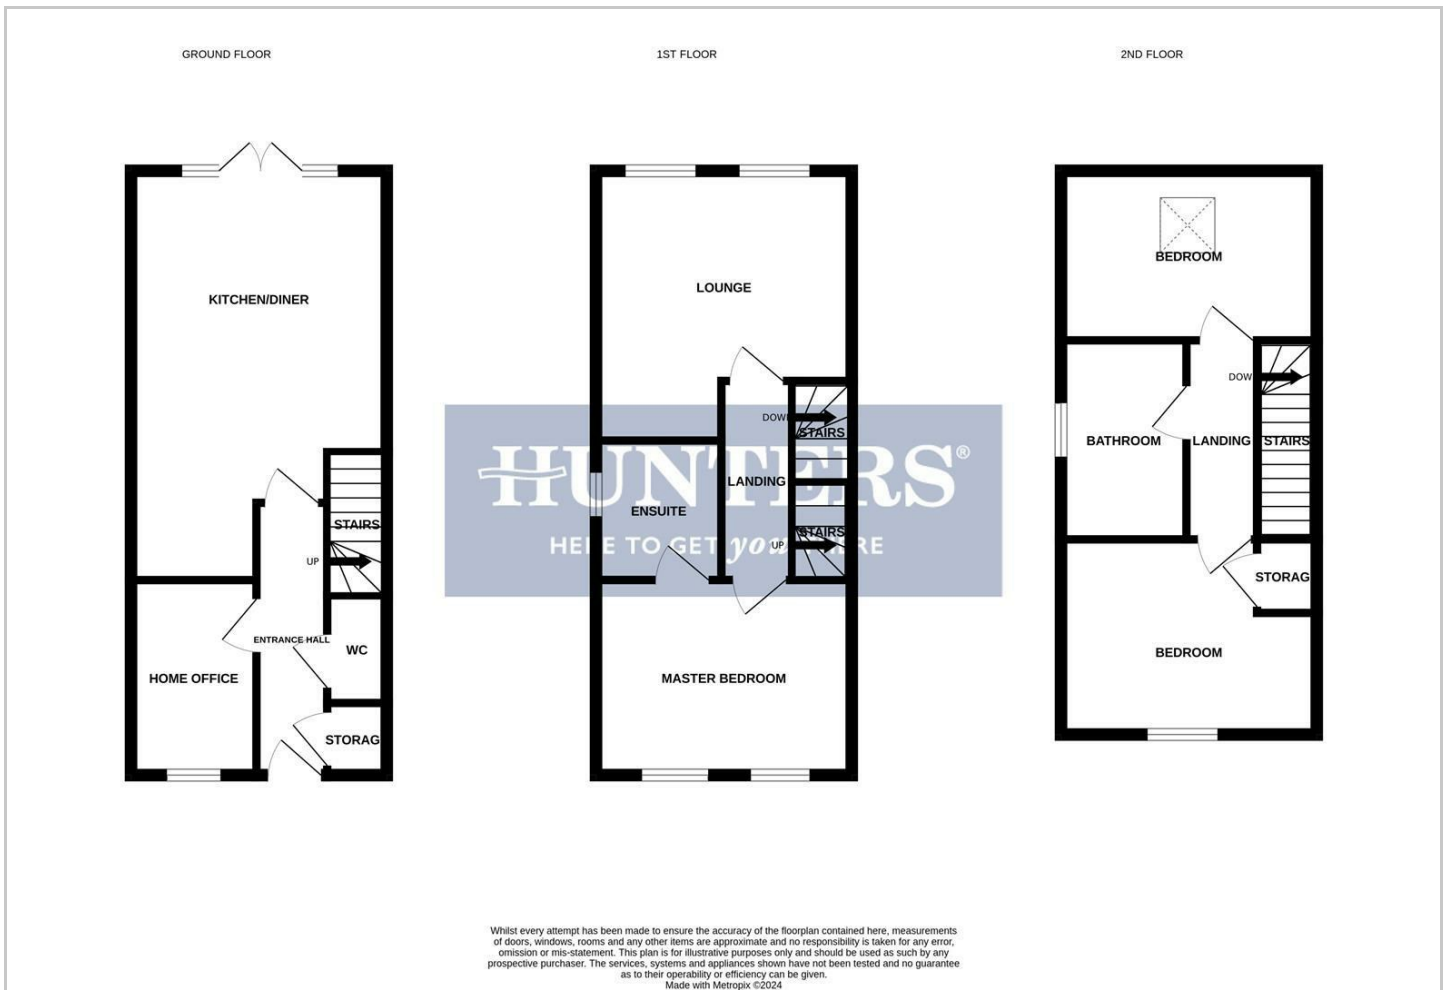 GROUND FLOOR
1ST FLOOR
2ND FLOOR
KITCHEN/DINER
STAIRS
UP
ENTRANCE HALL
WC
HOME OFFICE
STORAG
LOUNGE
DOWN
STAIRS
LANDING
ENSUITE
STAIRS
UP
MASTER BEDROOM
HUNTERS®
HERE TO GET you THERE
BEDROOM
DOW
BATHROOM
LANDING
STAIRS
STORAG
BEDROOM
Whilst every attempt has been made to ensure the accuracy of the floorplan contained here, measurements
of doors, windows, rooms and any other items are approximate and no responsibility is taken for any error,
omission or mis-statement. This plan is for illustrative purposes only and should be used as such by any
prospective purchaser. The services, systems and appliances shown have not been tested and no guarantee
as to their operability or efficiency can be given.
Made with Metropix ©2024